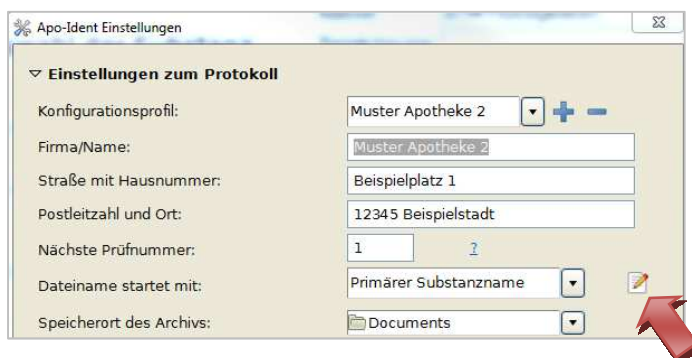 Apo-Ident Einstellungen
Einstellungen zum Protokoll
Konfigurationsprofil: Muster Apotheke 2
Firma/Name: Muster Apotheke 2
Straße mit Hausnummer: Beispielplatz 1
Postleitzahl und Ort: 12345 Beispielstadt
Nächste Prüfnummer: 1 ?
Dateiname startet mit: Primärer Substanzname
Speicherort des Archivs: Documents